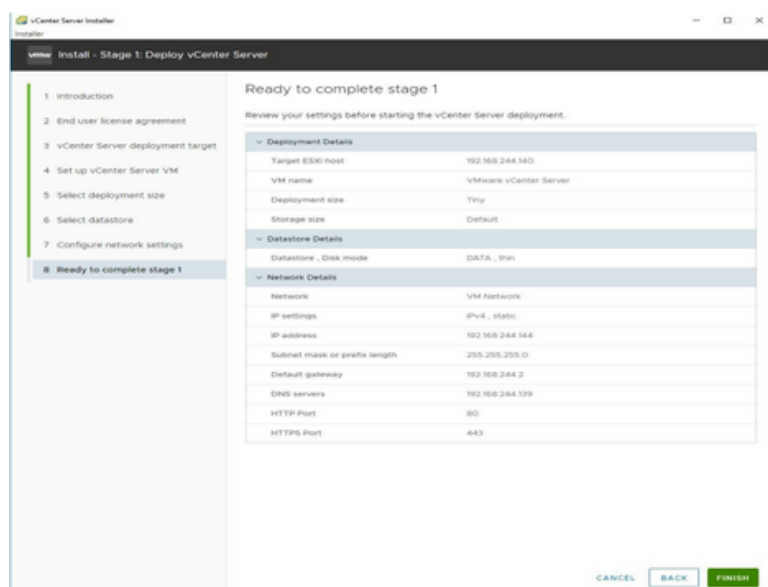 vCenter Server Installer
Installer
vmw Install - Stage 1: Deploy vCenter Server
1 Introduction
2 End user license agreement
3 vCenter Server deployment target
4 Set up vCenter Server VM
5 Select deployment size
6 Select datastore
7 Configure network settings
8 Ready to complete stage 1
Ready to complete stage 1
Review your settings before starting the vCenter Server deployment.
Deployment Details
Target ESXi host 192.168.244.140
VM name VMware vCenter Server
Deployment size Tiny
Storage size Default
Datastore Details
Datastore , Disk mode DATA , thin
Network Details
Network VM Network
IP settings IPv4 , static
IP address 192.168.244.144
Subnet mask or prefix length 255.255.255.0
Default gateway 192.168.244.2
DNS servers 192.168.244.139
HTTP Port 80
HTTPS Port 443
CANCEL BACK FINISH